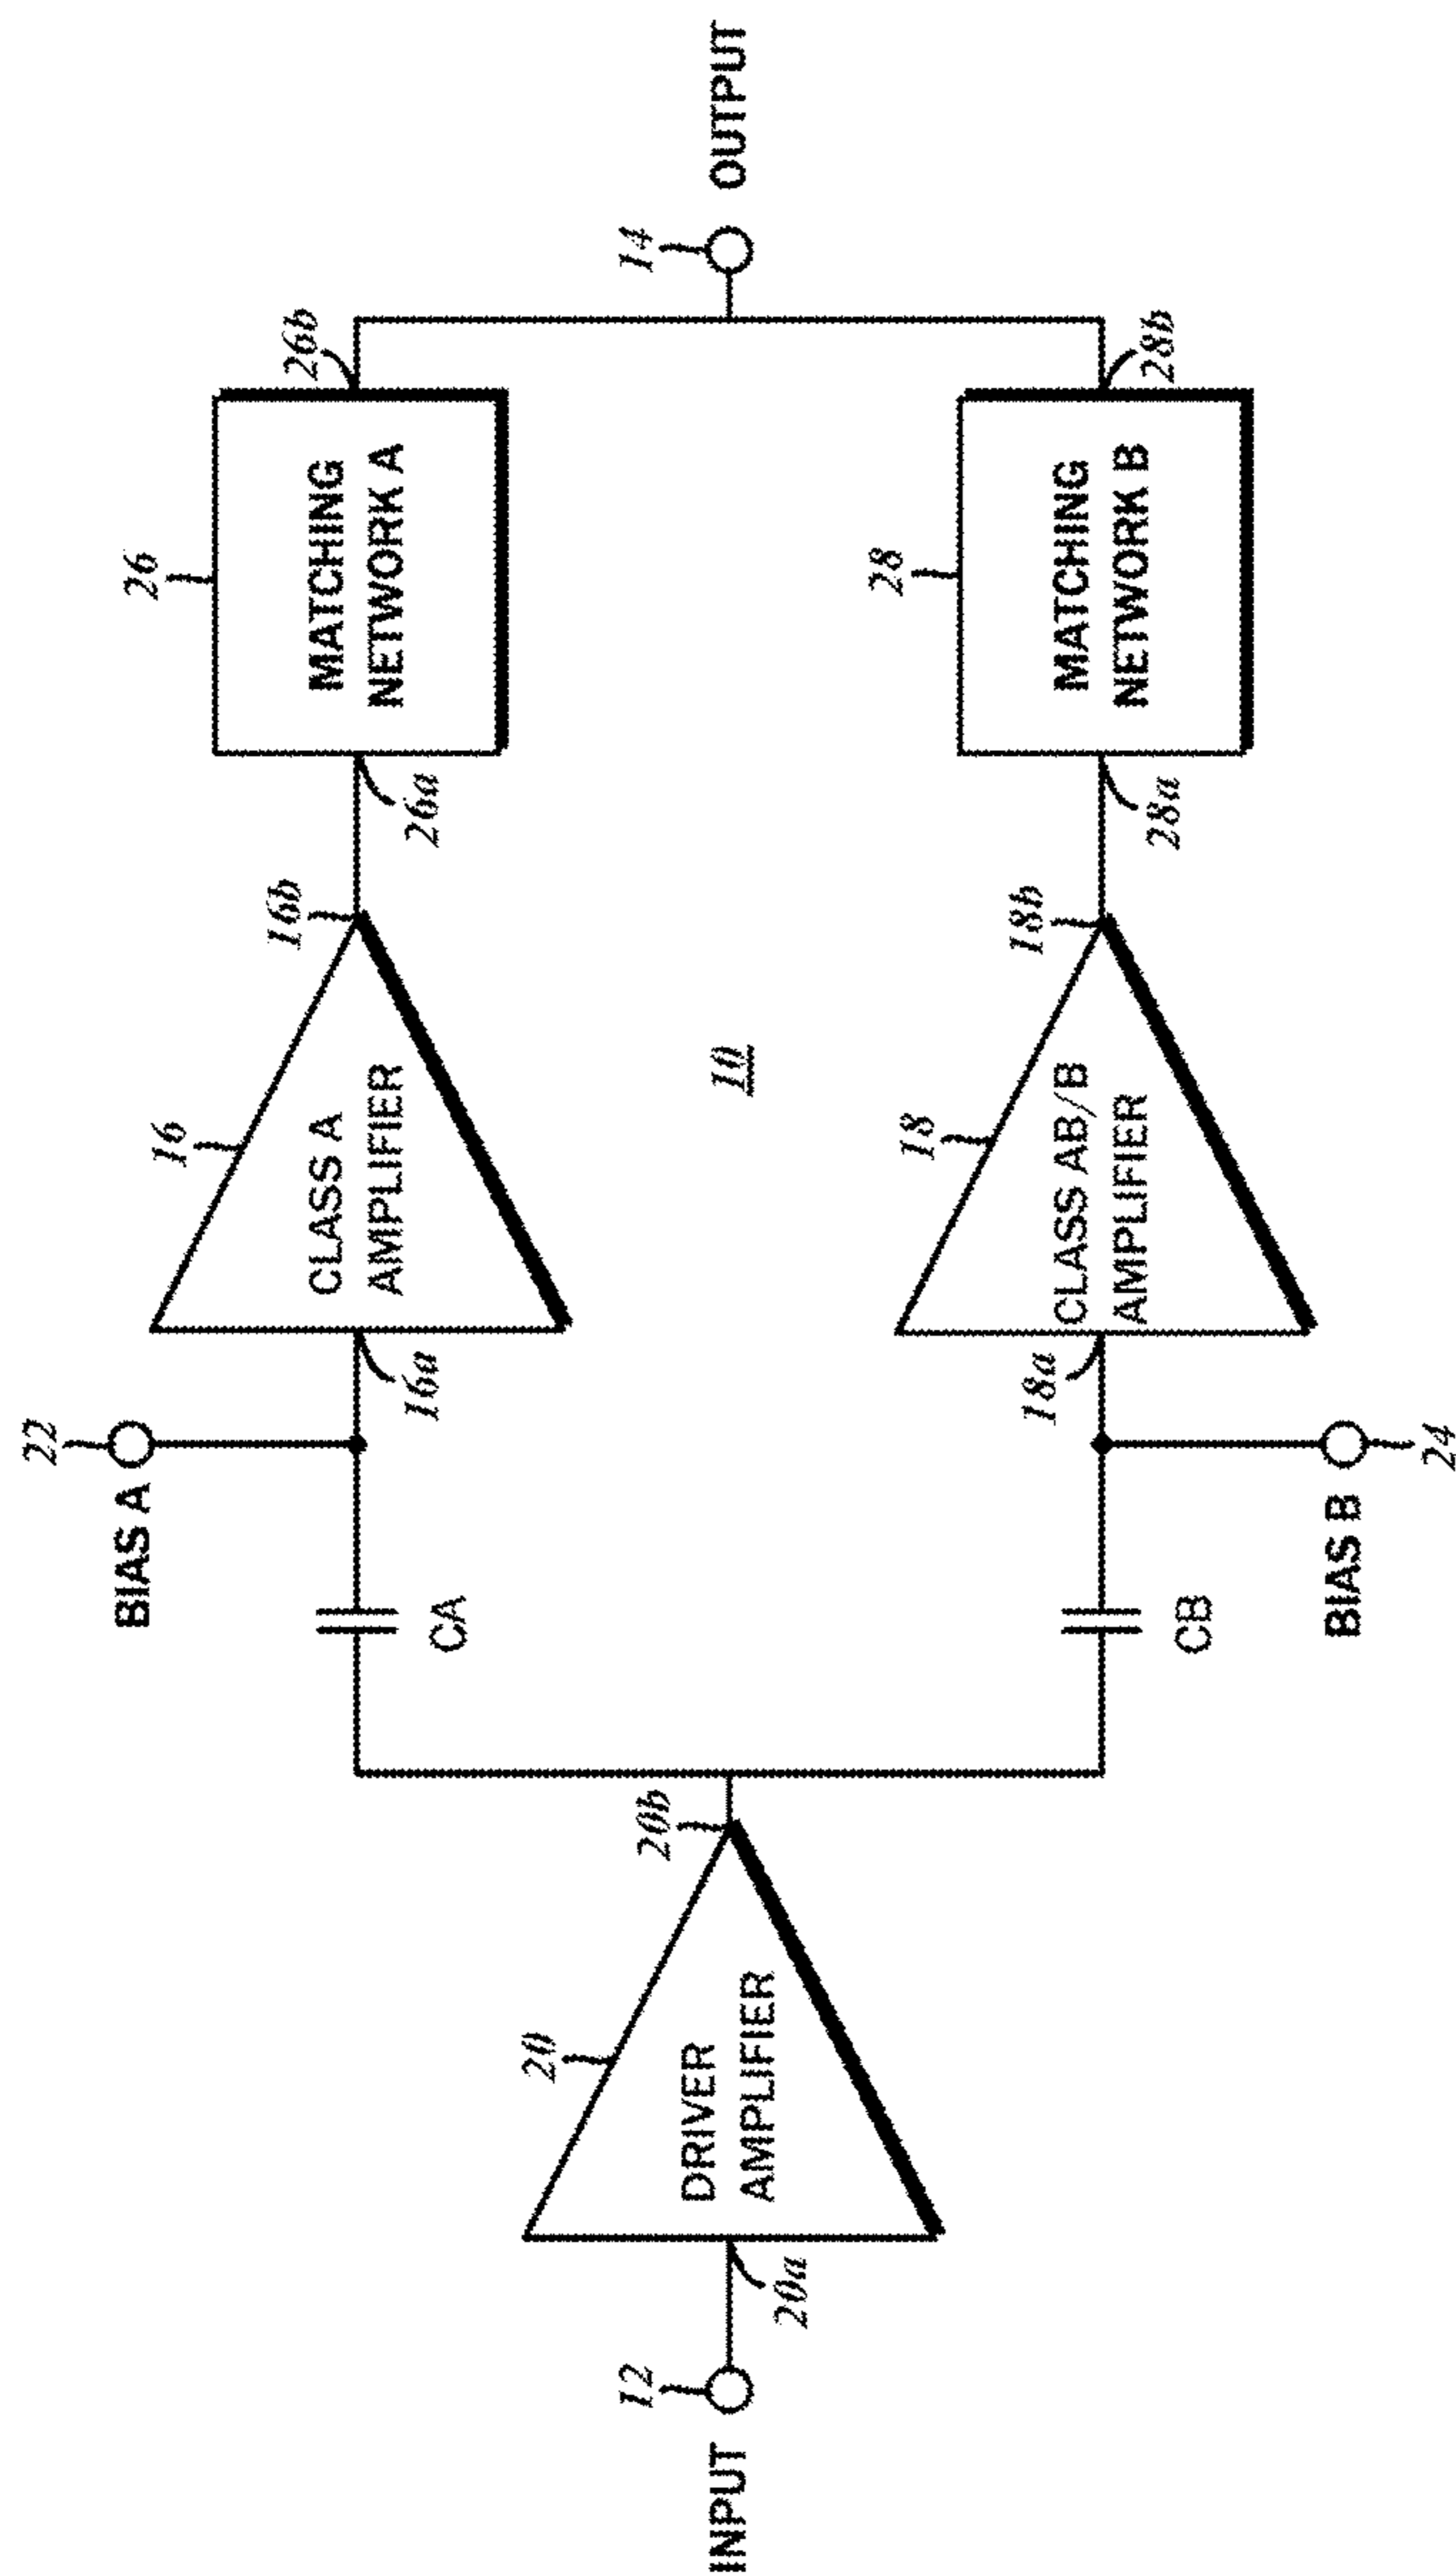 22
BIAS A
CA
16
CLASS A
AMPLIFIER
16a
16b
26
MATCHING
NETWORK A
26a
26b
INPUT
12
20
DRIVER
AMPLIFIER
20a
20b
10
14
OUTPUT
CB
18
CLASS AB/B
AMPLIFIER
18a
18b
28
MATCHING
NETWORK B
28a
28b
BIAS B
24